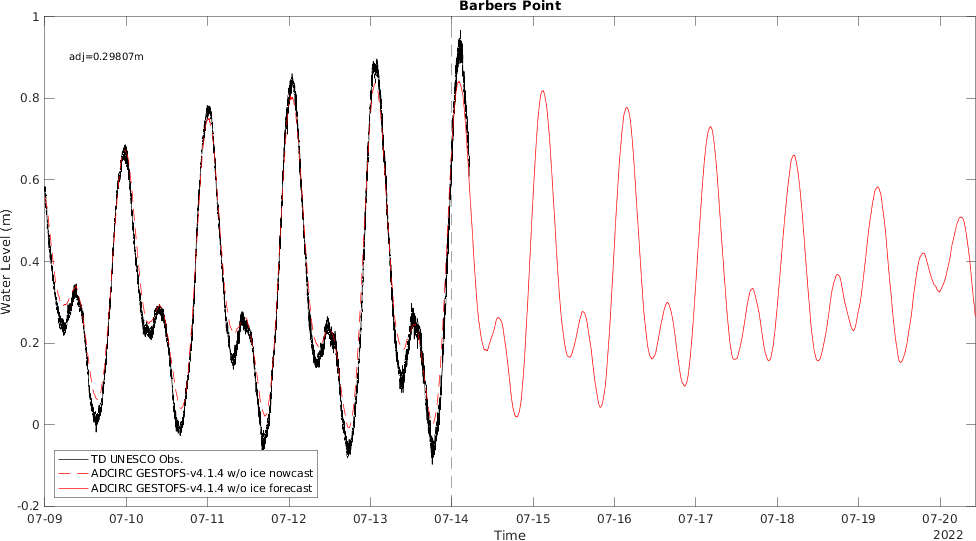 Barbers Point
adj=0.29807m
Water Level (m)
1
0.8
0.6
0.4
0.2
0
-0.2
TD UNESCO Obs.
ADCIRC GESTOFS-v4.1.4 w/o ice nowcast
ADCIRC GESTOFS-v4.1.4 w/o ice forecast
07-09 07-10 07-11 07-12 07-13 07-14 07-15 07-16 07-17 07-18 07-19 07-20
Time
2022